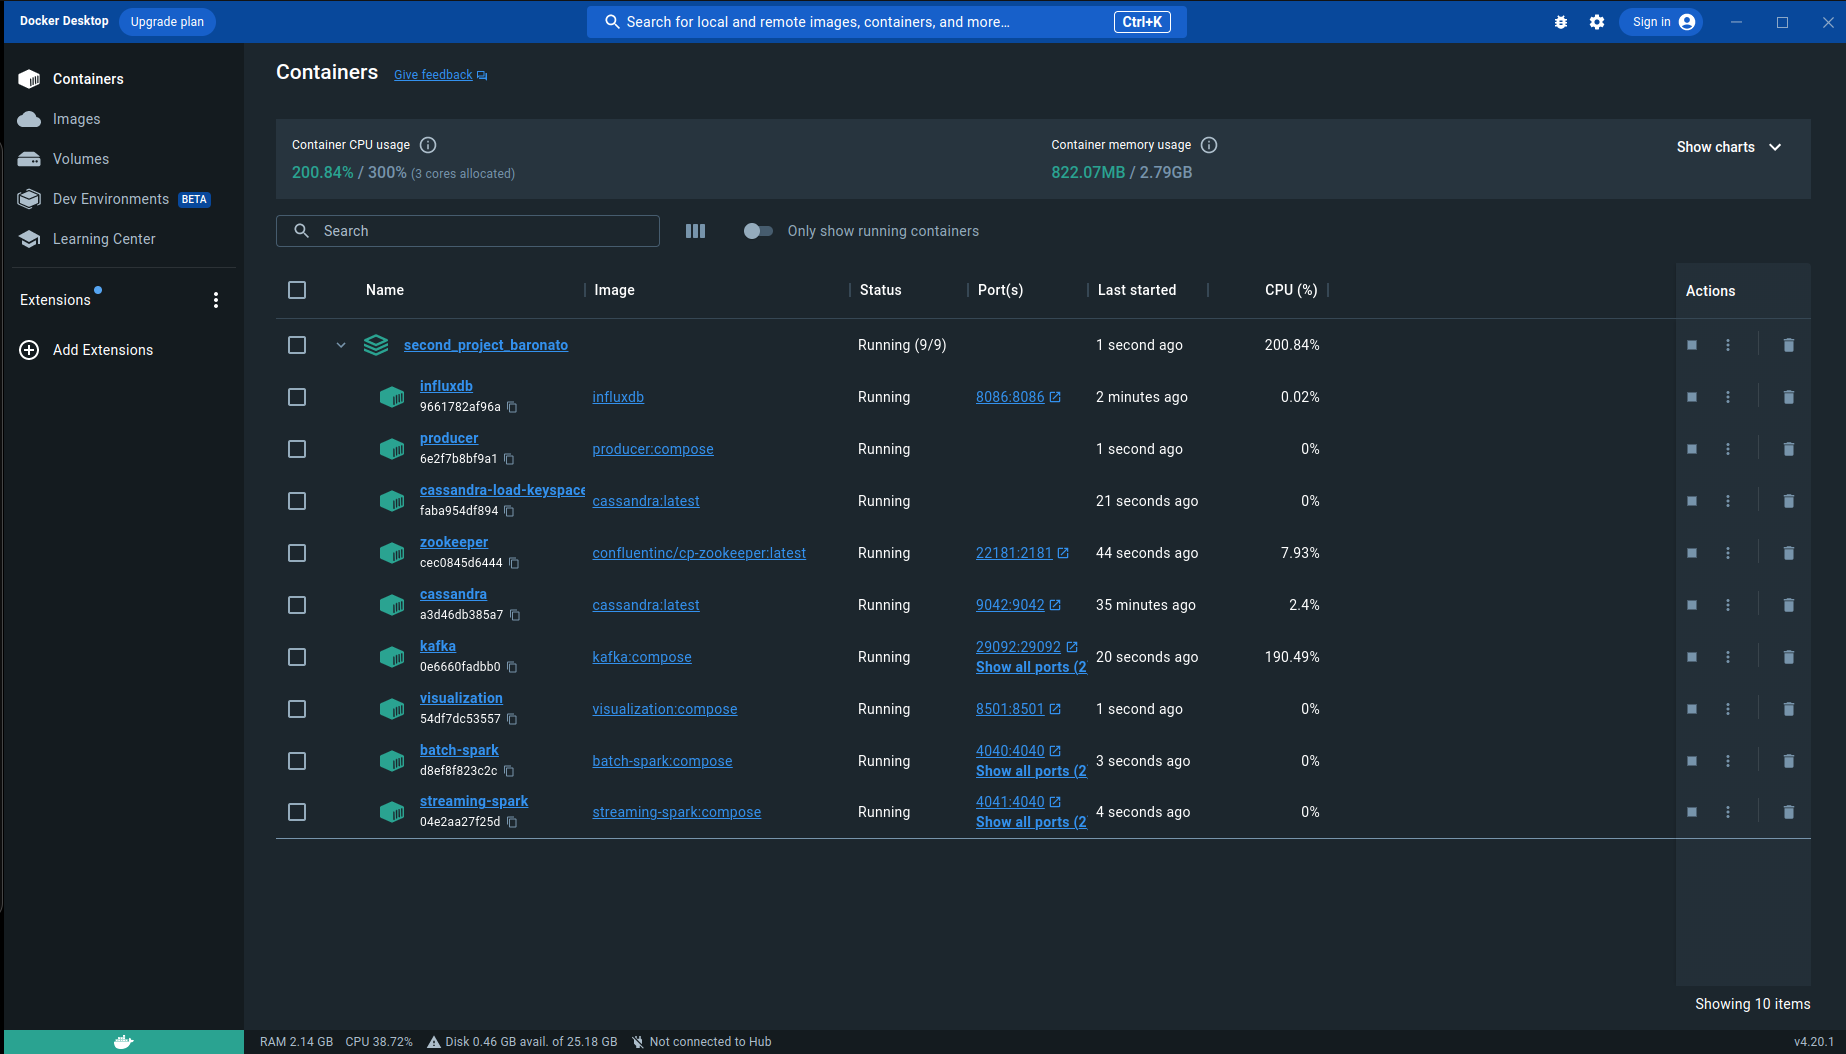 Docker Desktop Upgrade plan Search for local and remote images, containers, and more... Ctrl+K Sign in
Containers
Images
Volumes
Dev Environments BETA
Learning Center
Extensions
Add Extensions
Containers Give feedback
Container CPU usage
200.84% / 300% (3 cores allocated)
Container memory usage
822.07MB / 2.79GB
Show charts
Search
Only show running containers
Name Image Status Port(s) Last started CPU (%) Actions
second_project_baronato Running (9/9) 1 second ago 200.84%
influxdb
9661782af96a
influxdb Running 8086:8086 2 minutes ago 0.02%
producer
6e2f7b8bf9a1
producer:compose Running 1 second ago 0%
cassandra-load-keyspace
faba954df894
cassandra:latest Running 21 seconds ago 0%
zookeeper
cec0845d6444
confluentinc/cp-zookeeper:latest Running 22181:2181 44 seconds ago 7.93%
cassandra
a3d46db385a7
cassandra:latest Running 9042:9042 35 minutes ago 2.4%
kafka
0e6660fadbb0
kafka:compose Running 29092:29092 20 seconds ago 190.49%
Show all ports (2
visualization
54df7dc53557
visualization:compose Running 8501:8501 1 second ago 0%
batch-spark
d8ef8f823c2c
batch-spark:compose Running 4040:4040 3 seconds ago 0%
Show all ports (2
streaming-spark
04e2aa27f25d
streaming-spark:compose Running 4041:4040 4 seconds ago 0%
Show all ports (2
Showing 10 items
RAM 2.14 GB CPU 38.72% Disk 0.46 GB avail. of 25.18 GB Not connected to Hub v4.20.1